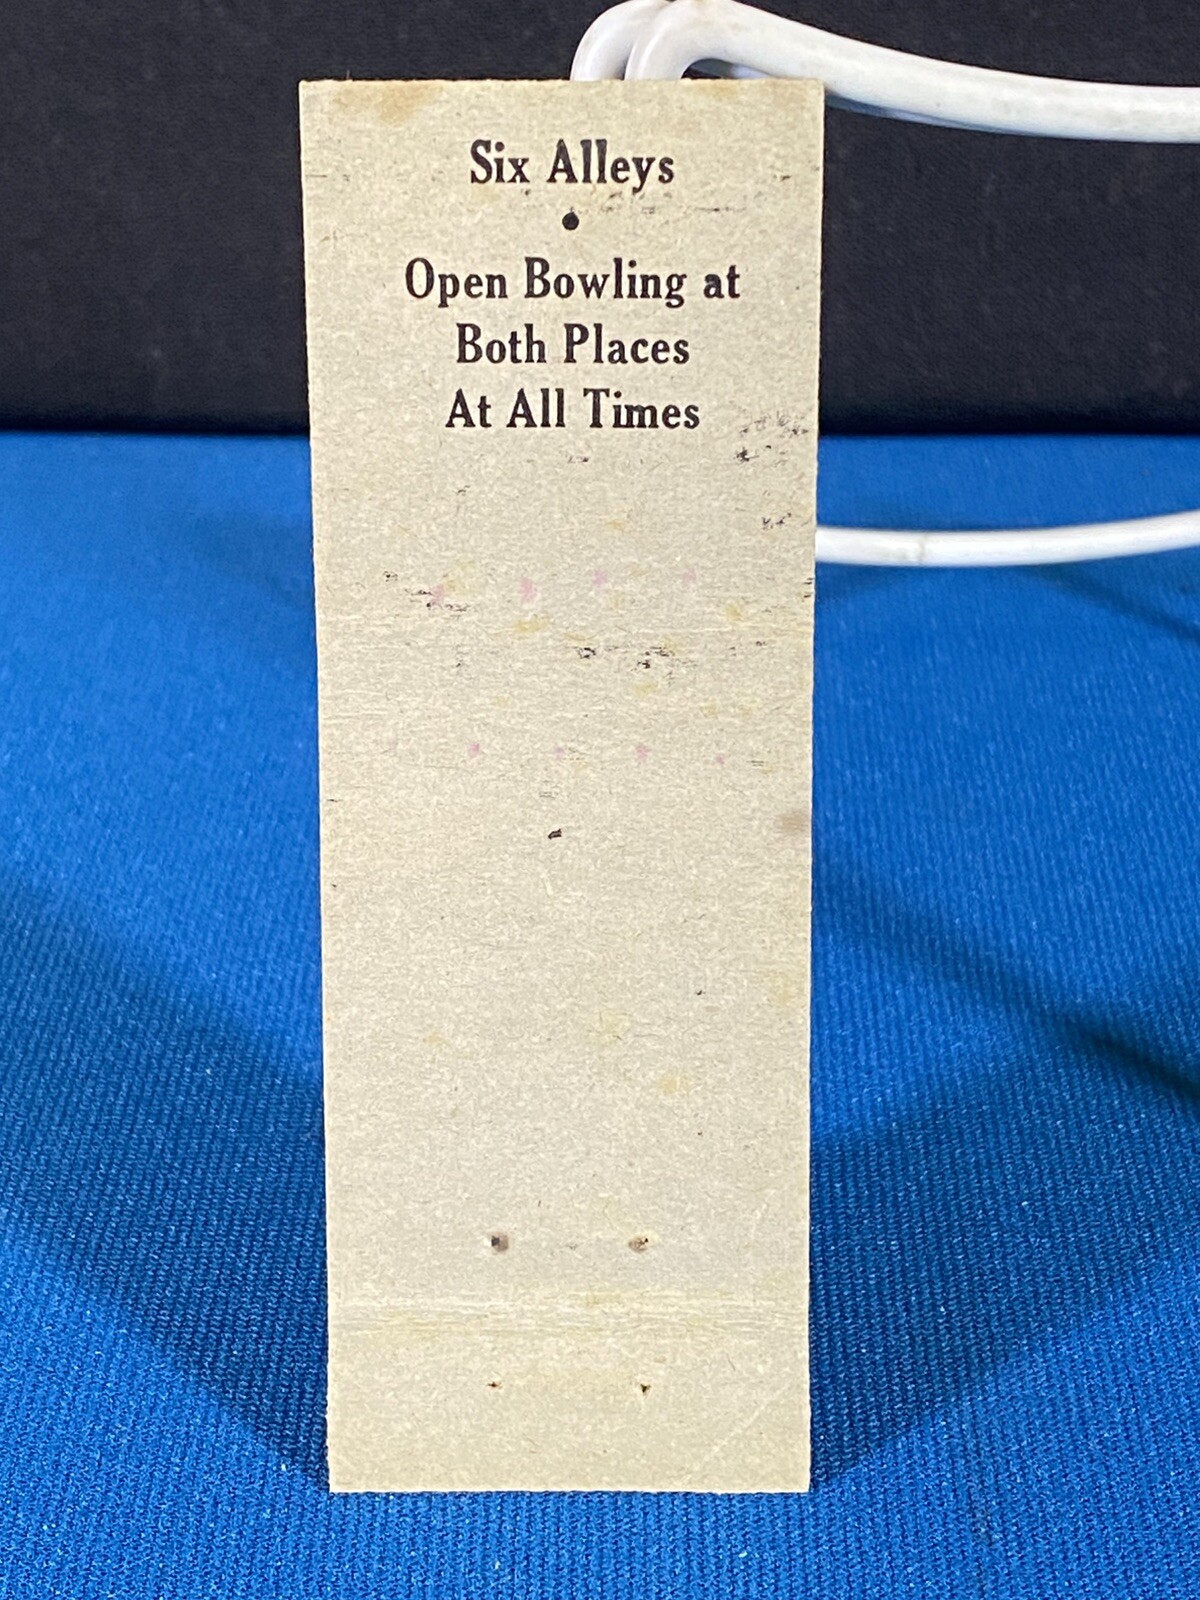 Six Alleys
•
Open Bowling at
Both Places
At All Times